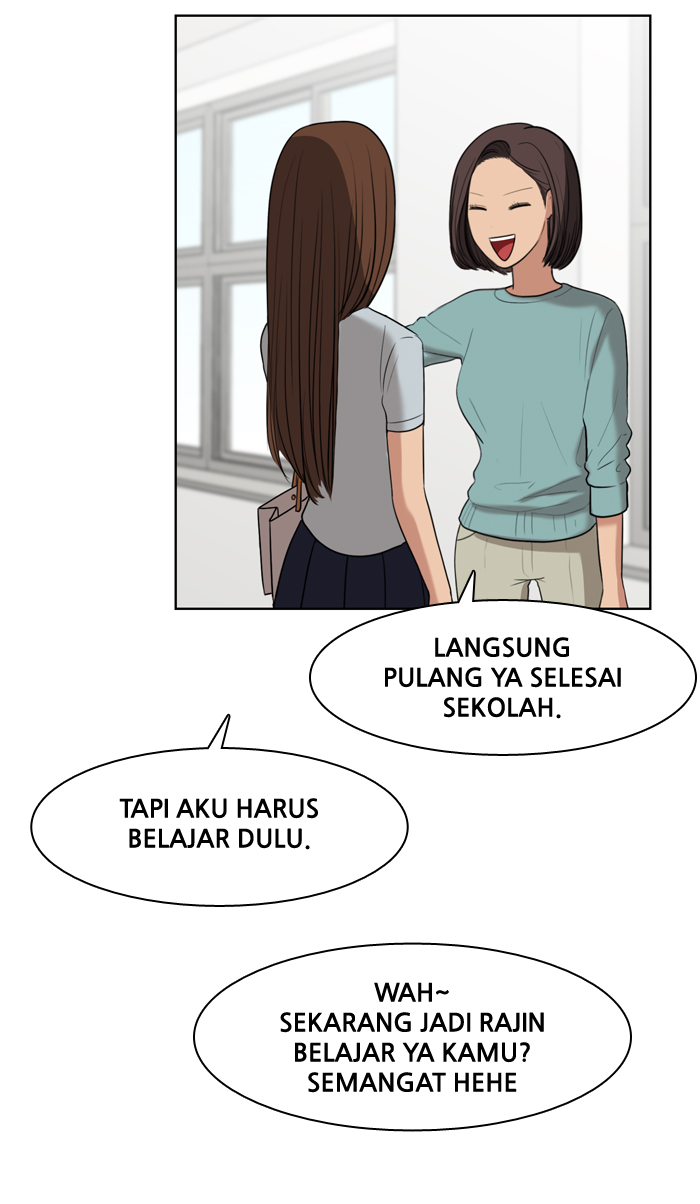 LANGSUNG
PULANG YA SELESAI
SEKOLAH.
TAPI AKU HARUS
BELAJAR DULU.
WAH~
SEKARANG JADI RAJIN
BELAJAR YA KAMU?
SEMANGAT HEHE